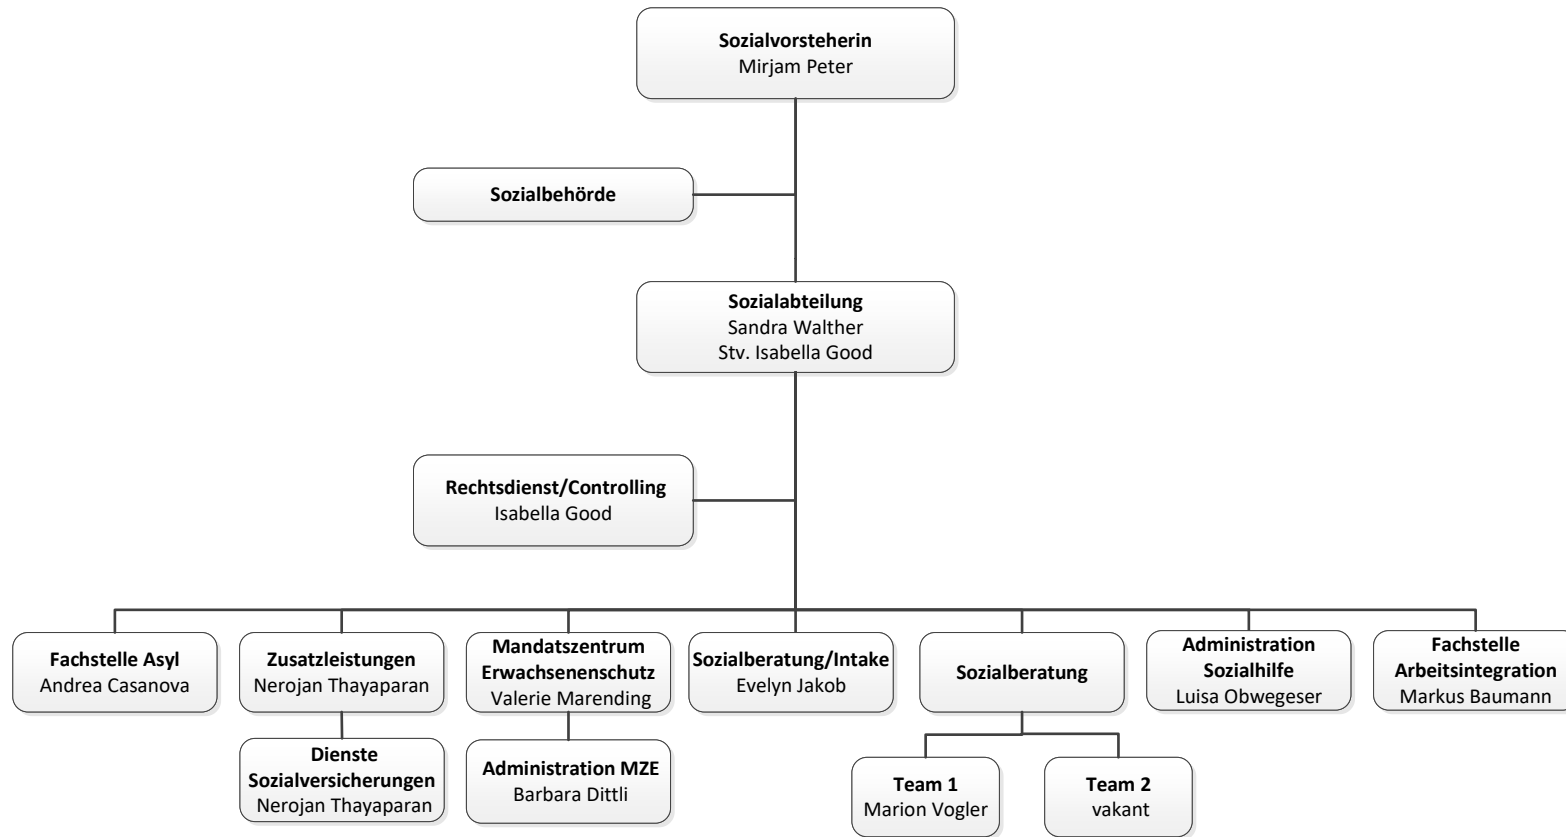 Sozialvorsteherin
Mirjam Peter
Sozialbehörde
Sozialabteilung
Sandra Walther
Stv. Isabella Good
Rechtsdienst/Controlling
Isabella Good
Fachstelle Asyl
Andrea Casanova
Zusatzleistungen
Nerojan Thayaparan
Mandatszentrum
Erwachsenenschutz
Valerie Marending
Sozialberatung/Intake
Evelyn Jakob
Sozialberatung
Administration
Sozialhilfe
Luisa Obwegeser
Fachstelle
Arbeitsintegration
Markus Baumann
Dienste
Sozialversicherungen
Nerojan Thayaparan
Administration MZE
Barbara Dittli
Team 1
Marion Vogler
Team 2
vakant